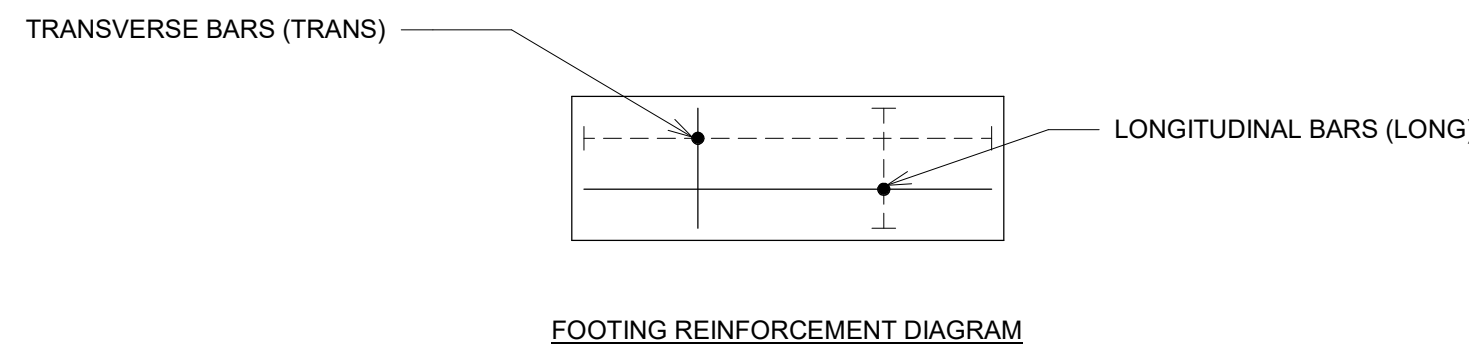 TRANSVERSE BARS (TRANS)
LONGITUDINAL BARS (LONG)
FOOTING REINFORCEMENT DIAGRAM